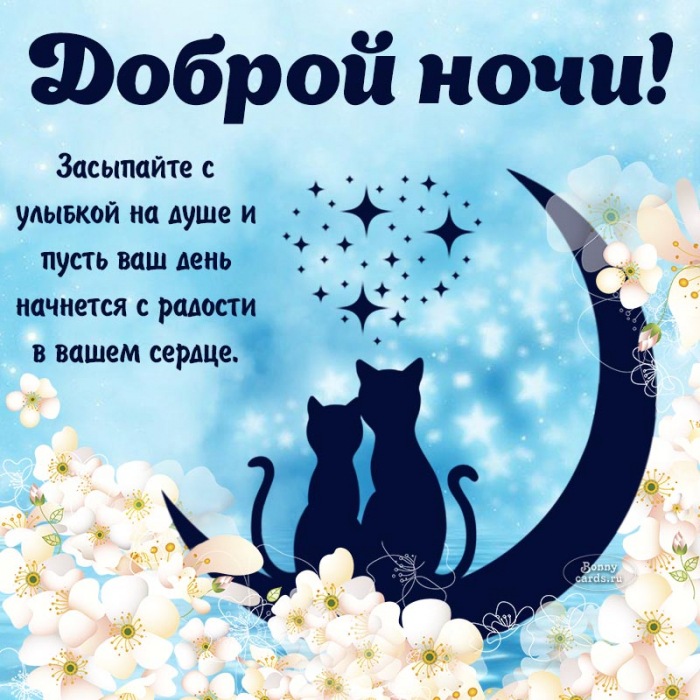 Доброй ночи!
Засыпайте с
улыбкой на душе и
пусть ваш день
начнется с радости
в вашем сердце.
Bonny
cards.ru